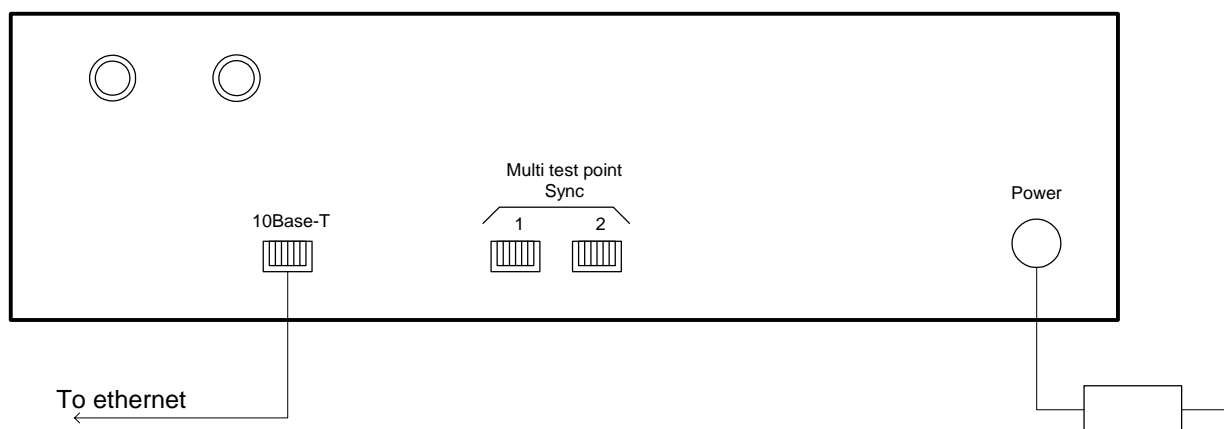 Multi test point
Sync
Power
10Base-T
1
2
To ethernet